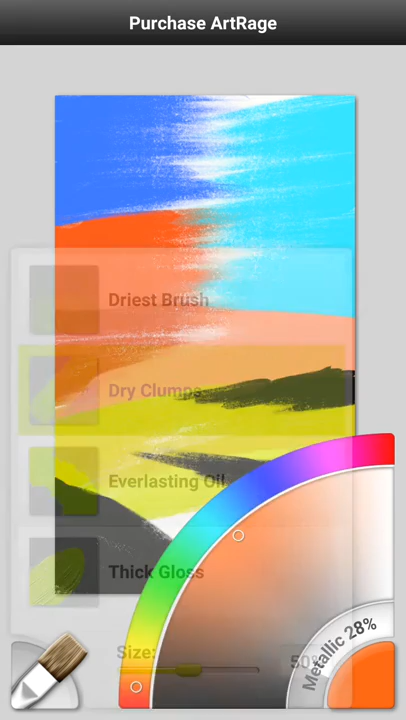 Purchase ArtRage
Driest Brush
Dry Clumps
Everlasting Oil
Thick Gloss
Metallic 28%
Size:
50%